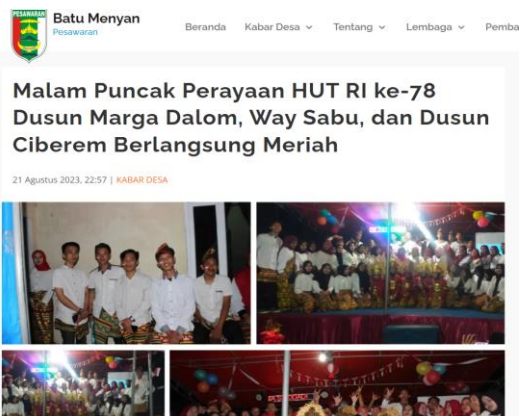 PESAWARAN
Batu Menyan
Pesawaran
Beranda Kabar Desa Tentang Lembaga Pemba
Malam Puncak Perayaan HUT RI ke-78
Dusun Marga Dalom, Way Sabu, dan Dusun
Ciberem Berlangsung Meriah
21 Agustus 2023, 22:57 | KABAR DESA